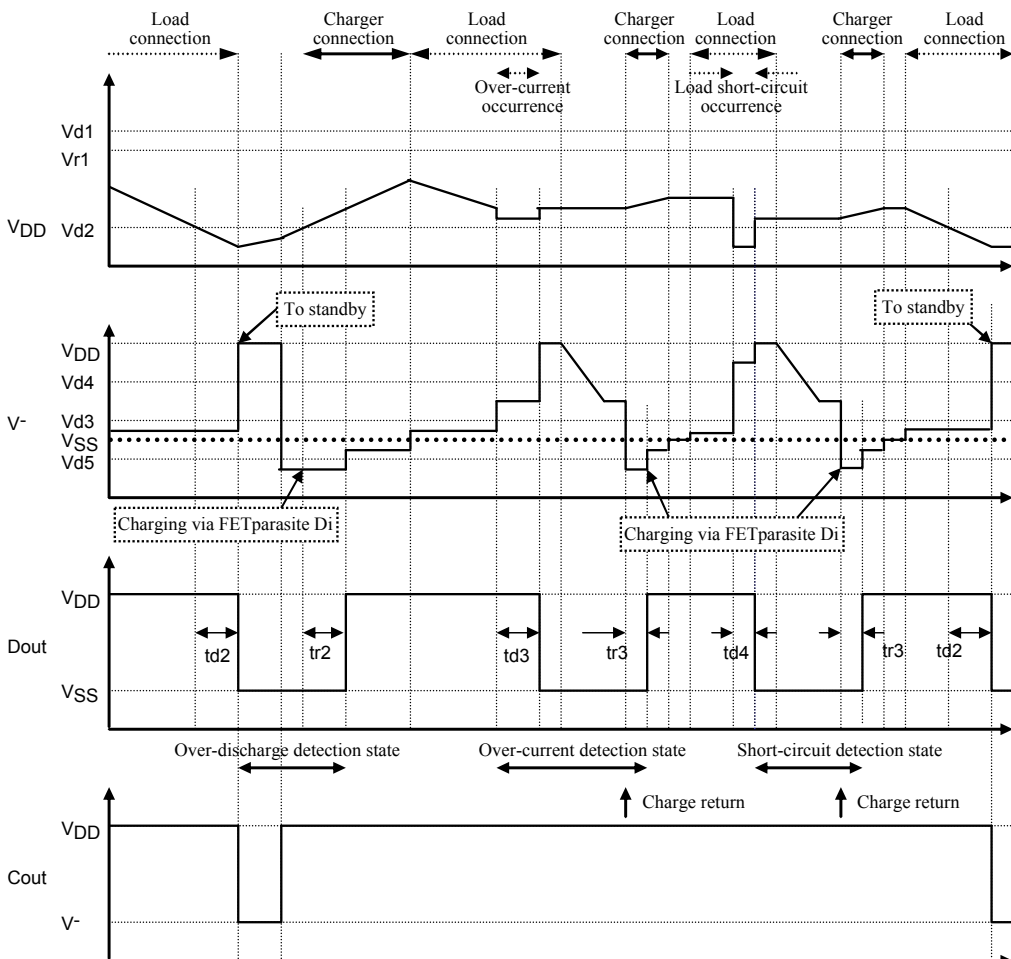 Load connection
Charger connection
Load connection
Charger connection
Load connection
Charger connection
Load connection
Over-current occurrence
Load short-circuit occurrence
Vd1
Vr1
VDD
Vd2
To standby
To standby
VDD
Vd4
V-
Vd3
VSS
Vd5
Charging via FETparasite Di
Charging via FETparasite Di
VDD
Dout
td2
tr2
td3
tr3
td4
tr3
td2
VSS
Over-discharge detection state
Over-current detection state
Short-circuit detection state
Charge return
Charge return
VDD
Cout
V-